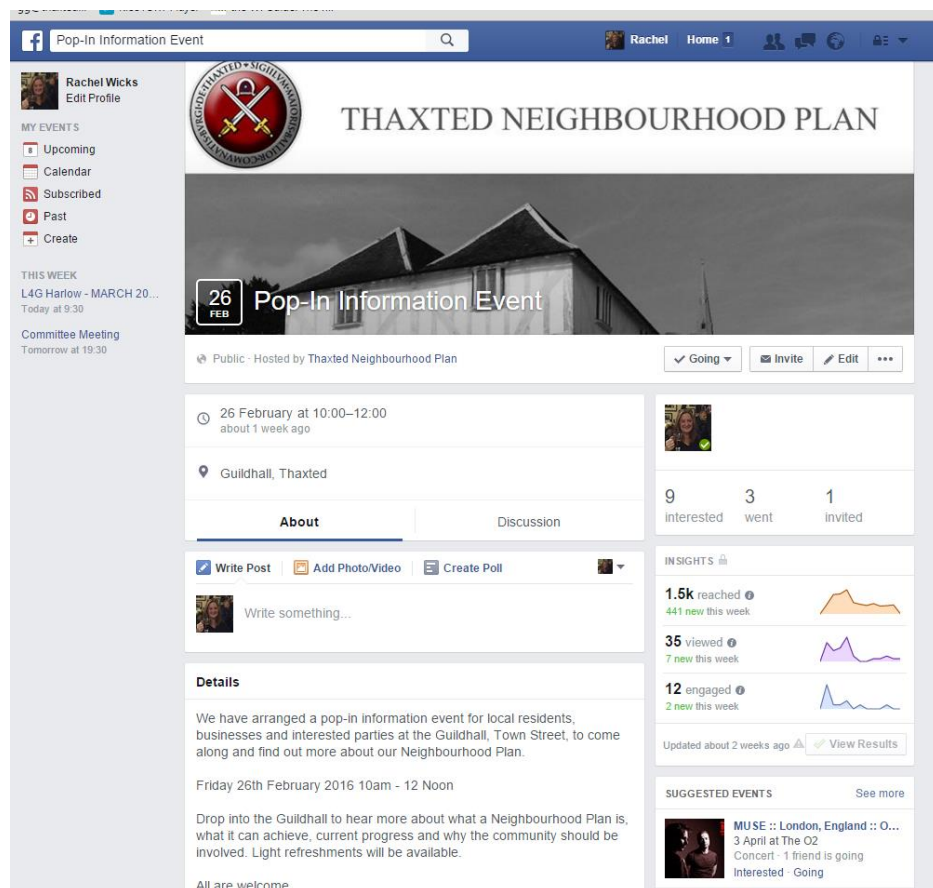 Pop-In Information Event
Rachel
Home 1
Rachel Wicks
Edit Profile
MY EVENTS
Upcoming
Calendar
Subscribed
Past
Create
THIS WEEK
L4G Harlow - MARCH 20...
Today at 9:30
Committee Meeting
Tomorrow at 19:30
THAXTED NEIGHBOURHOOD PLAN
26
FEB
Pop-In Information Event
Public · Hosted by Thaxted Neighbourhood Plan
Going
Invite
Edit
26 February at 10:00–12:00
about 1 week ago
Guildhall, Thaxted
About
Discussion
Write Post
Add Photo/Video
Create Poll
Write something...
Details
We have arranged a pop-in information event for local residents,
businesses and interested parties at the Guildhall, Town Street, to come
along and find out more about our Neighbourhood Plan.
Friday 26th February 2016 10am - 12 Noon
Drop into the Guildhall to hear more about what a Neighbourhood Plan is,
what it can achieve, current progress and why the community should be
involved. Light refreshments will be available.
All are welcome
9 3 1
interested went invited
INSIGHTS
1.5k reached
441 new this week
35 viewed
7 new this week
12 engaged
2 new this week
Updated about 2 weeks ago
View Results
SUGGESTED EVENTS
See more
MUSE :: London, England :: O...
3 April at The O2
Concert · 1 friend is going
Interested · Going